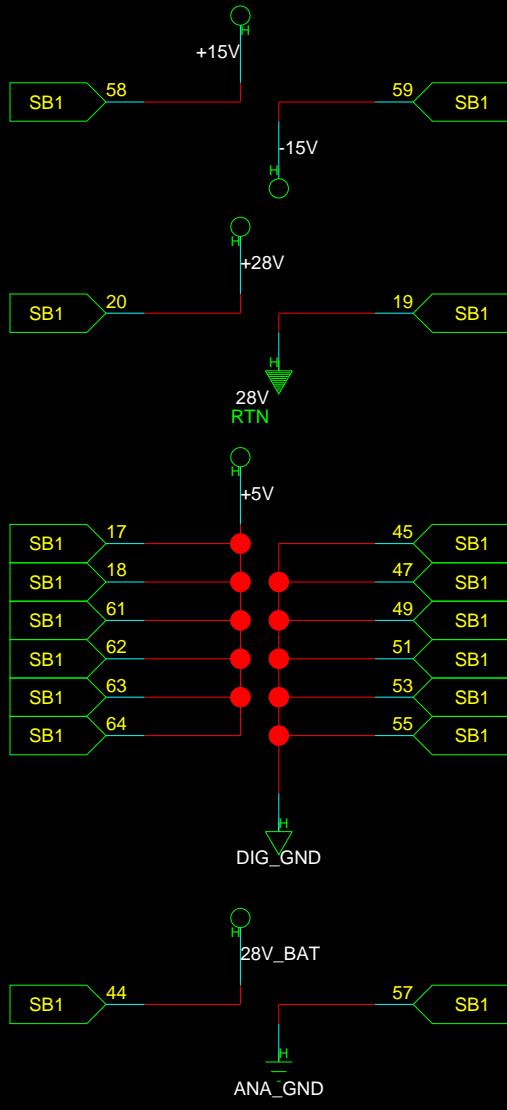 H
+15V
SB1 58 59 SB1
-15V
H
H
+28V
SB1 20 19 SB1
H
28V
RTN
H
+5V
SB1 17 45 SB1
SB1 18 47 SB1
SB1 61 49 SB1
SB1 62 51 SB1
SB1 63 53 SB1
SB1 64 55 SB1
H
DIG_GND
H
28V_BAT
SB1 44 57 SB1
H
ANA_GND